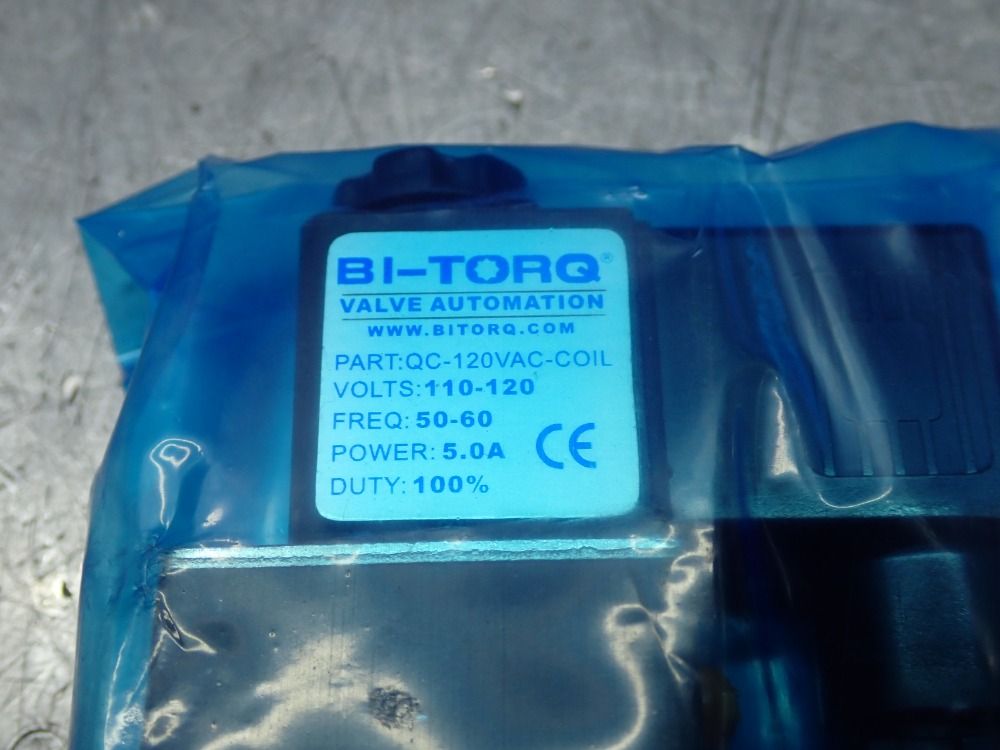 BI-TORQ®
VALVE AUTOMATION
WWW.BITORQ.COM
PART:QC-120VAC-COIL
VOLTS:110-120
FREQ: 50-60
POWER: 5.0A
DUTY: 100%
CE